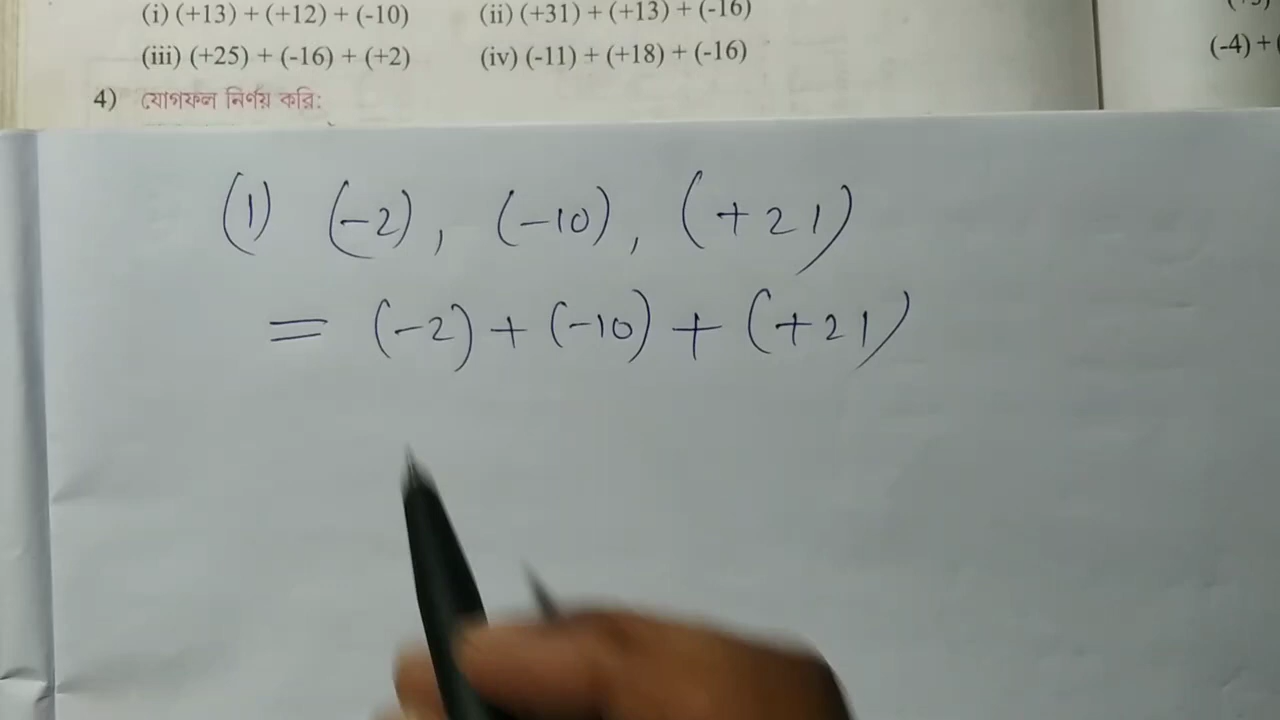 (i) (+13) + (+12) + (-10) (ii) (+31) + (+13) + (-16)
(iii) (+25) + (-16) + (+2) (iv) (-11) + (+18) + (-16)
(-4) +
4) যোগফল নির্ণয় করি:
(1) (-2), (-10), (+21)
= (-2) + (-10) + (+21)